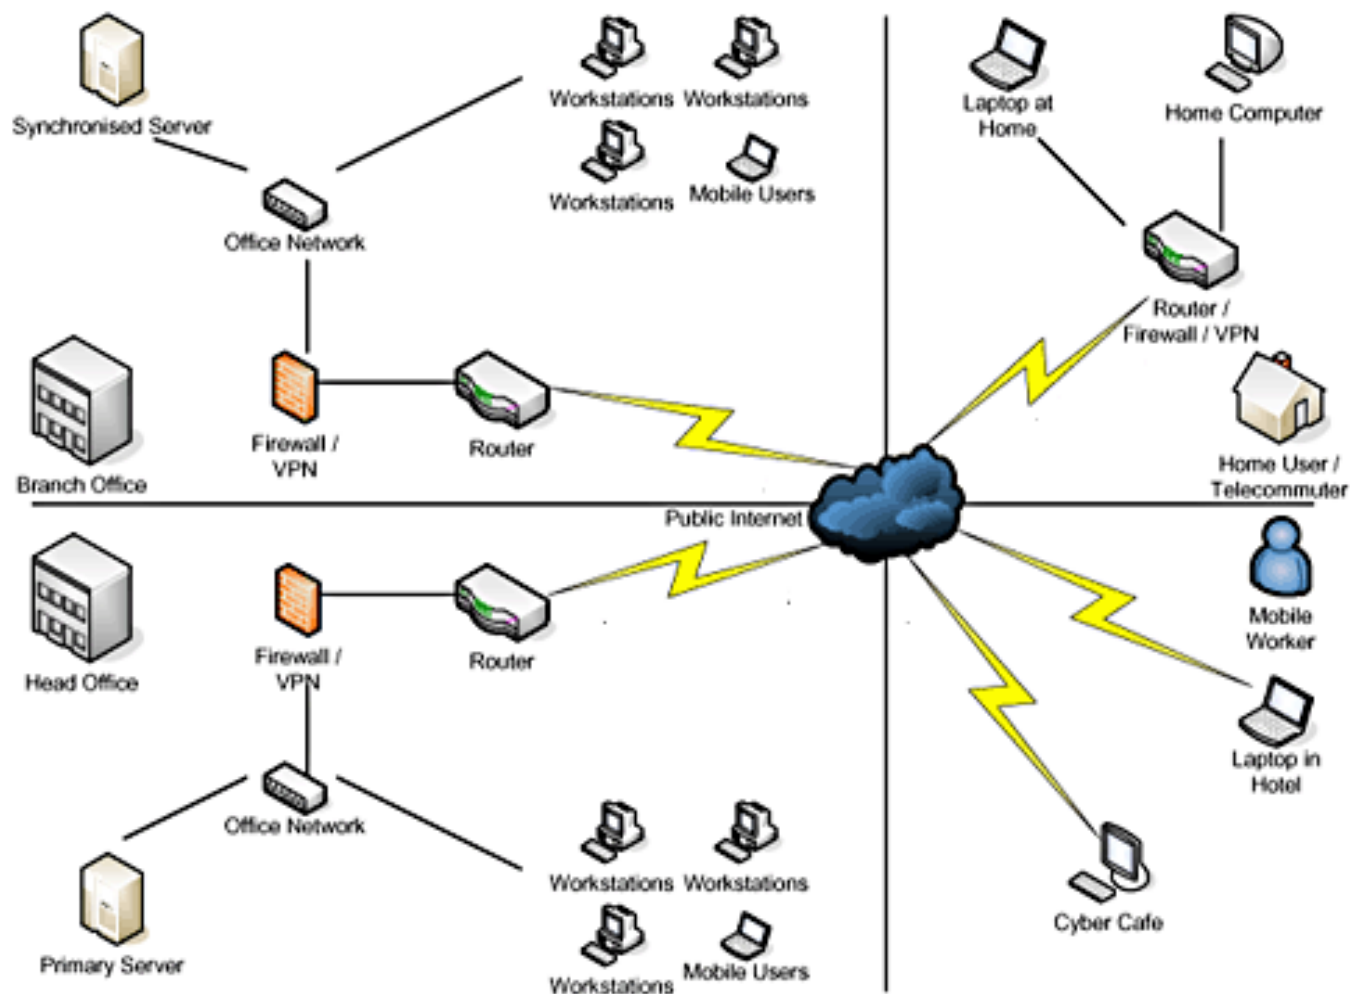 Synchronised Server
Workstations
Workstations
Workstations
Mobile Users
Office Network
Firewall /
VPN
Router
Branch Office
Laptop at
Home
Home Computer
Router /
Firewall / VPN
Home User /
Telecommuter
Public Internet
Head Office
Firewall /
VPN
Router
Office Network
Primary Server
Workstations
Workstations
Workstations
Mobile Users
Mobile
Worker
Laptop in
Hotel
Cyber Cafe